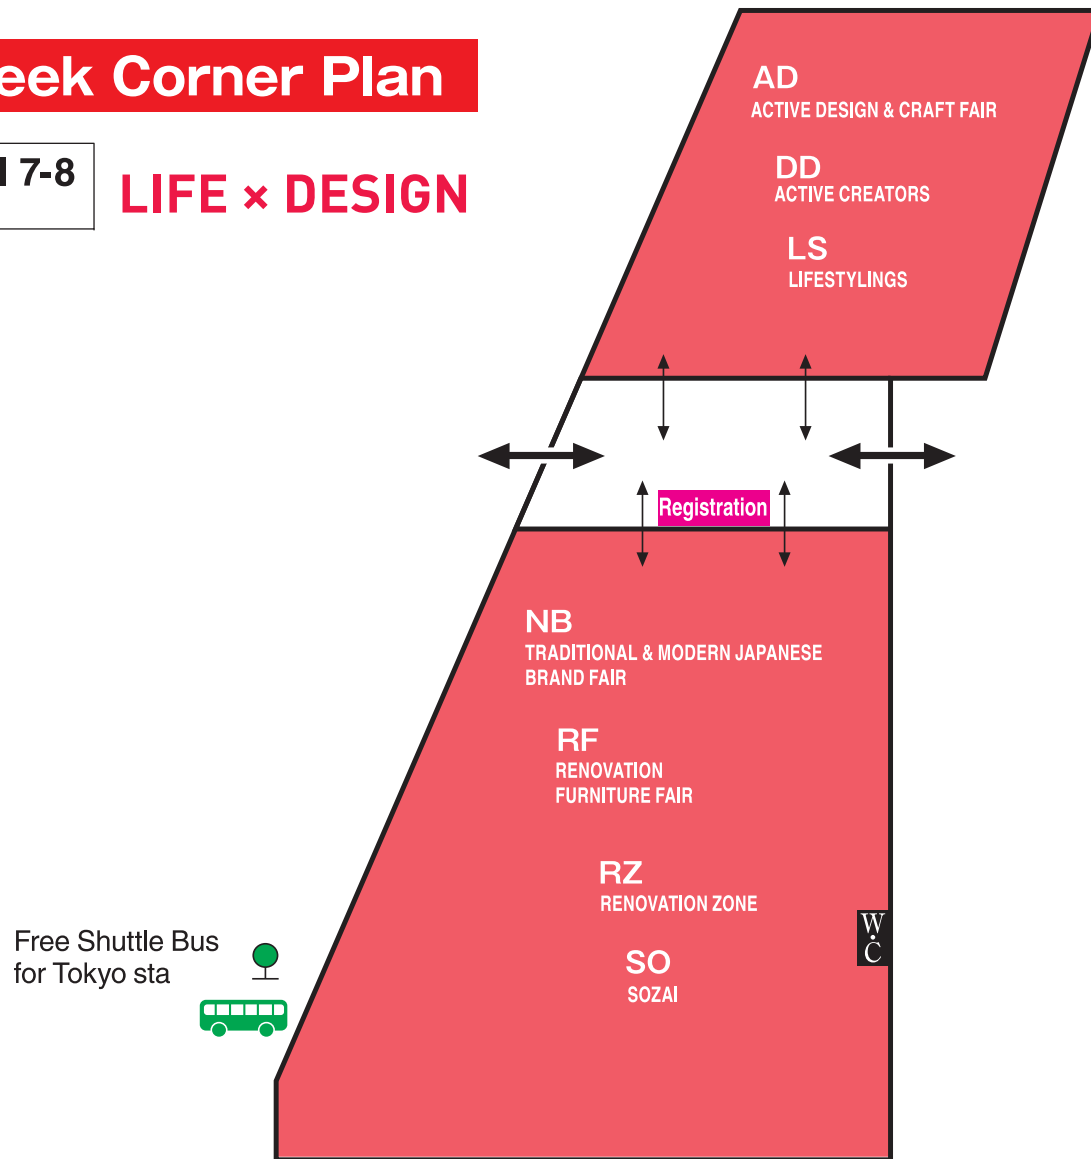 eek Corner Plan
7-8
LIFE × DESIGN
AD
ACTIVE DESIGN & CRAFT FAIR
DD
ACTIVE CREATORS
LS
LIFESTYLINGS
Registration
NB
TRADITIONAL & MODERN JAPANESE
BRAND FAIR
RF
RENOVATION
FURNITURE FAIR
RZ
RENOVATION ZONE
W.C
SO
SOZAI
Free Shuttle Bus
for Tokyo sta